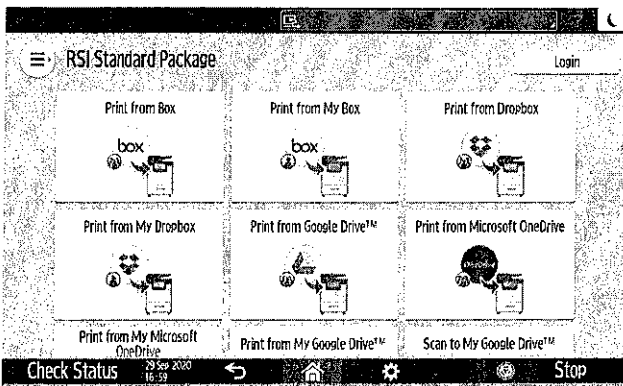 RSI Standard Package
Login
Print from Box
Print from My Box
Print from Dropbox
box
box
Print from My Dropbox
Print from Google Drive™
Print from Microsoft OneDrive
OneDrive
Print from My Microsoft
OneDrive
Print from My Google Drive™
Scan to My Google Drive™
Check Status
29 Sep 2020
16:59
Stop